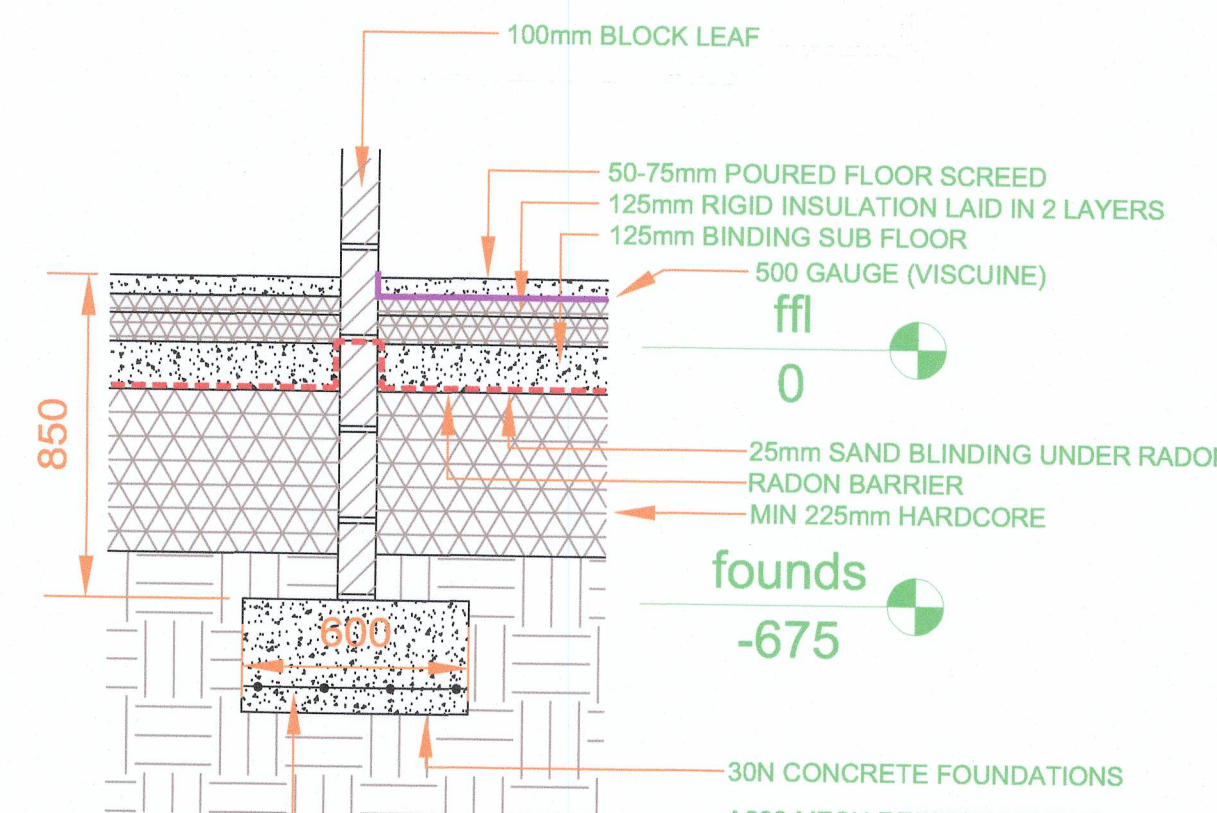 100mm BLOCK LEAF
50-75mm POURED FLOOR SCREED
125mm RIGID INSULATION LAID IN 2 LAYERS
125mm BINDING SUB FLOOR
500 GAUGE (VISCUINE)
ffl
0
850
25mm SAND BLINDING UNDER
RADON BARRIER
MIN 225mm HARDCORE
founds
-675
600
30N CONCRETE FOUNDATIONS